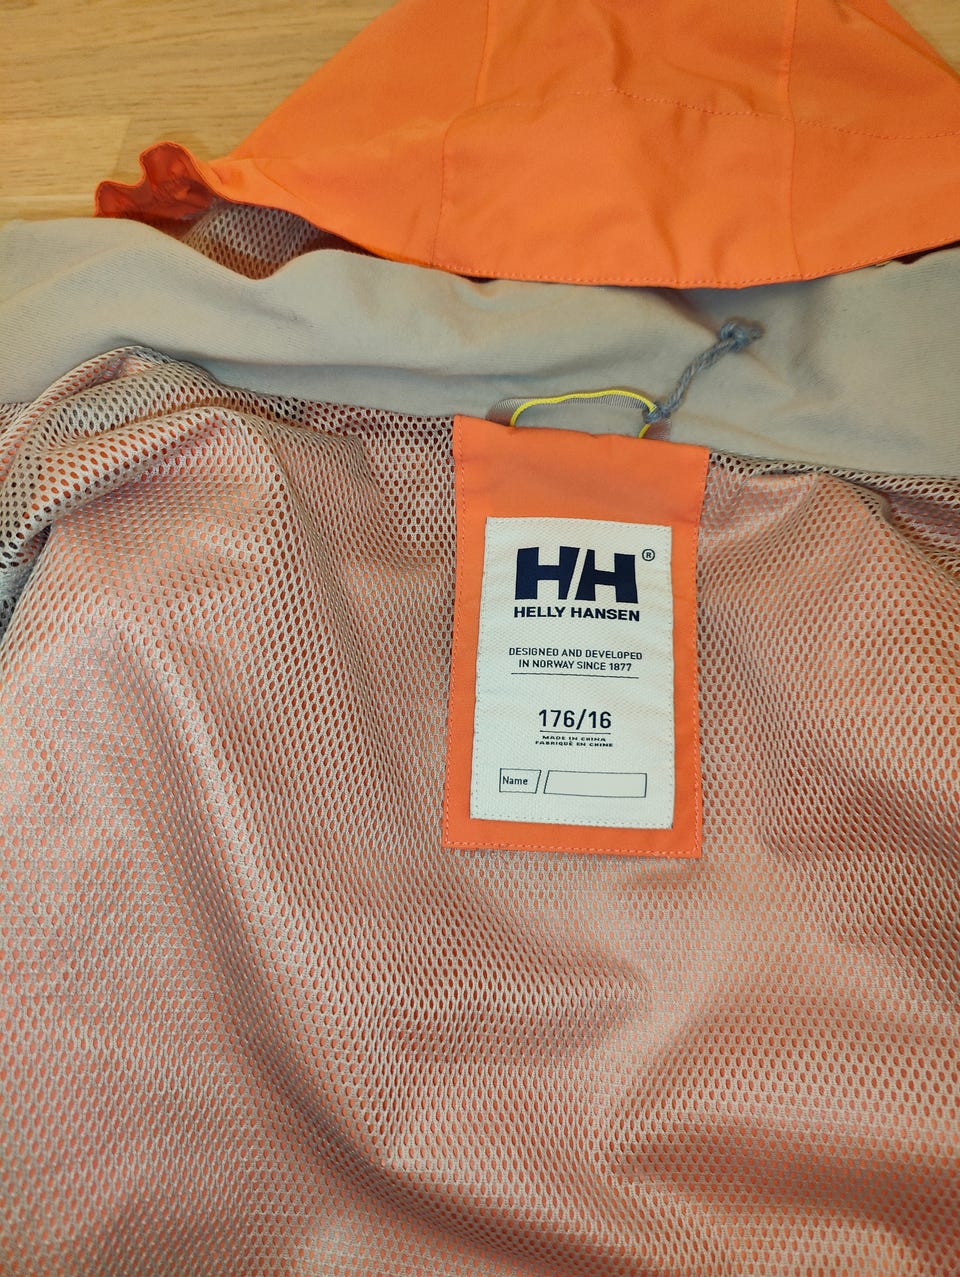 HH®
HELLY HANSEN
DESIGNED AND DEVELOPED
IN NORWAY SINCE 1877
176/16
MADE IN CHINA
FABRIQUÉ EN CHINE
Name